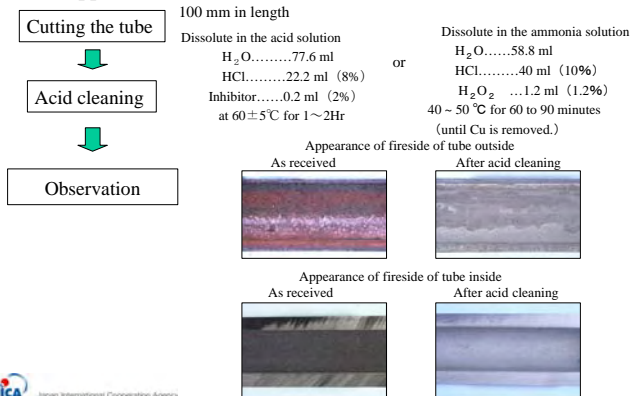 Cutting the tube
Acid cleaning
Observation
100 mm in length
Dissolute in the acid solution
H₂O………77.6 ml
HCl………22.2 ml（8%）
Inhibitor……0.2 ml（2%）
at 60±5℃ for 1～2Hr
or
Dissolute in the ammonia solution
H₂O……58.8 ml
HCl………40 ml（10%）
H₂O₂ …1.2 ml（1.2%）
40 ~ 50 ℃ for 60 to 90 minutes
（until Cu is removed.）
Appearance of fireside of tube outside
As received
After acid cleaning
Appearance of fireside of tube inside
As received
After acid cleaning
Japan International Cooperation Agency